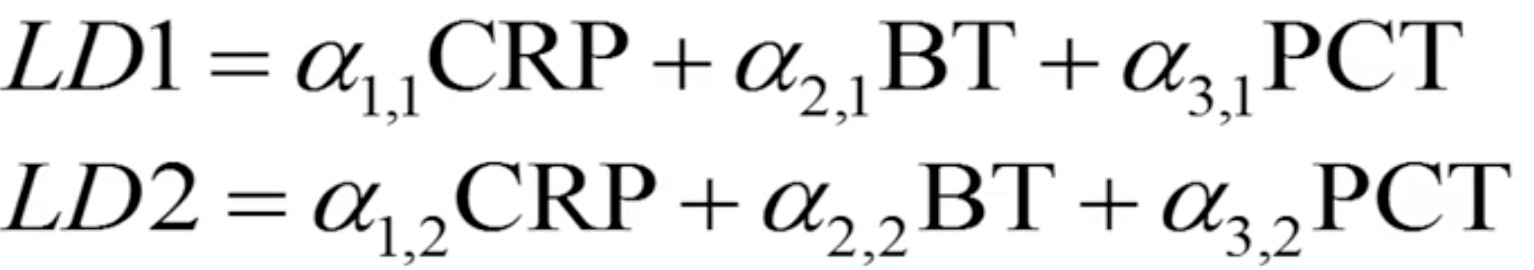 LD1 = α₁,₁CRP + α₂,₁BT + α₃,₁PCT
LD2 = α₁,₂CRP + α₂,₂BT + α₃,₂PCT